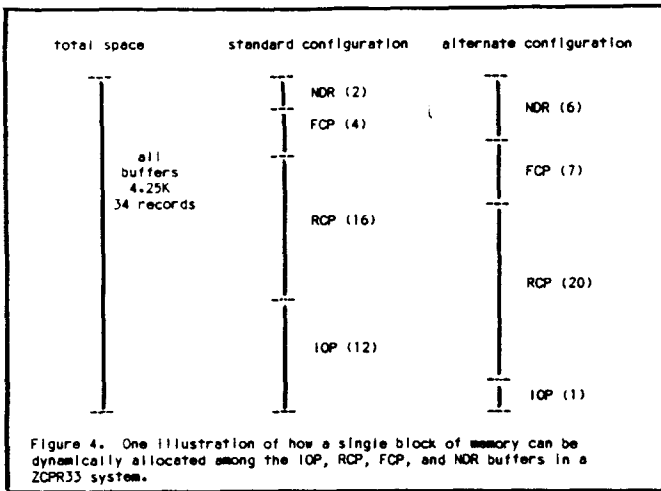 total space standard configuration alternate configuration
NDR (2)
NDR (6)
FCP (4)
all
buffers
4.25K
34 records
FCP (7)
RCP (16)
RCP (20)
IOP (12)
IOP (1)
Figure 4. One illustration of how a single block of memory can be
dynamically allocated among the IOP, RCP, FCP, and NDR buffers in a
ZCPR33 system.